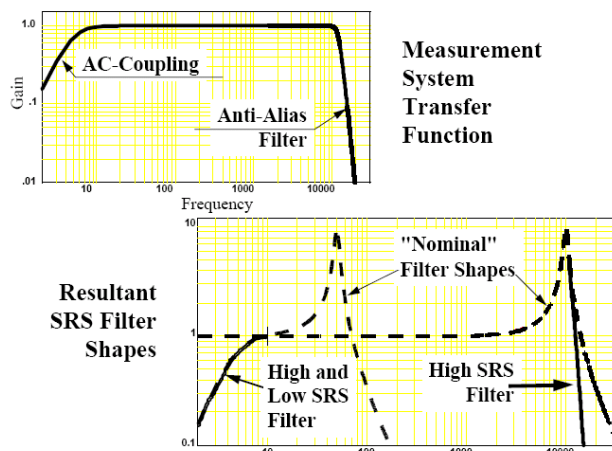 1.0
AC-Coupling
Gain
.1
Anti-Alias
Filter
.01
10
100
1000
10000
Frequency
Measurement
System
Transfer
Function
10
"Nominal"
Filter Shapes
Resultant
SRS Filter
Shapes
1
High and
Low SRS
Filter
High SRS
Filter
0.1
10
100
1000
10000